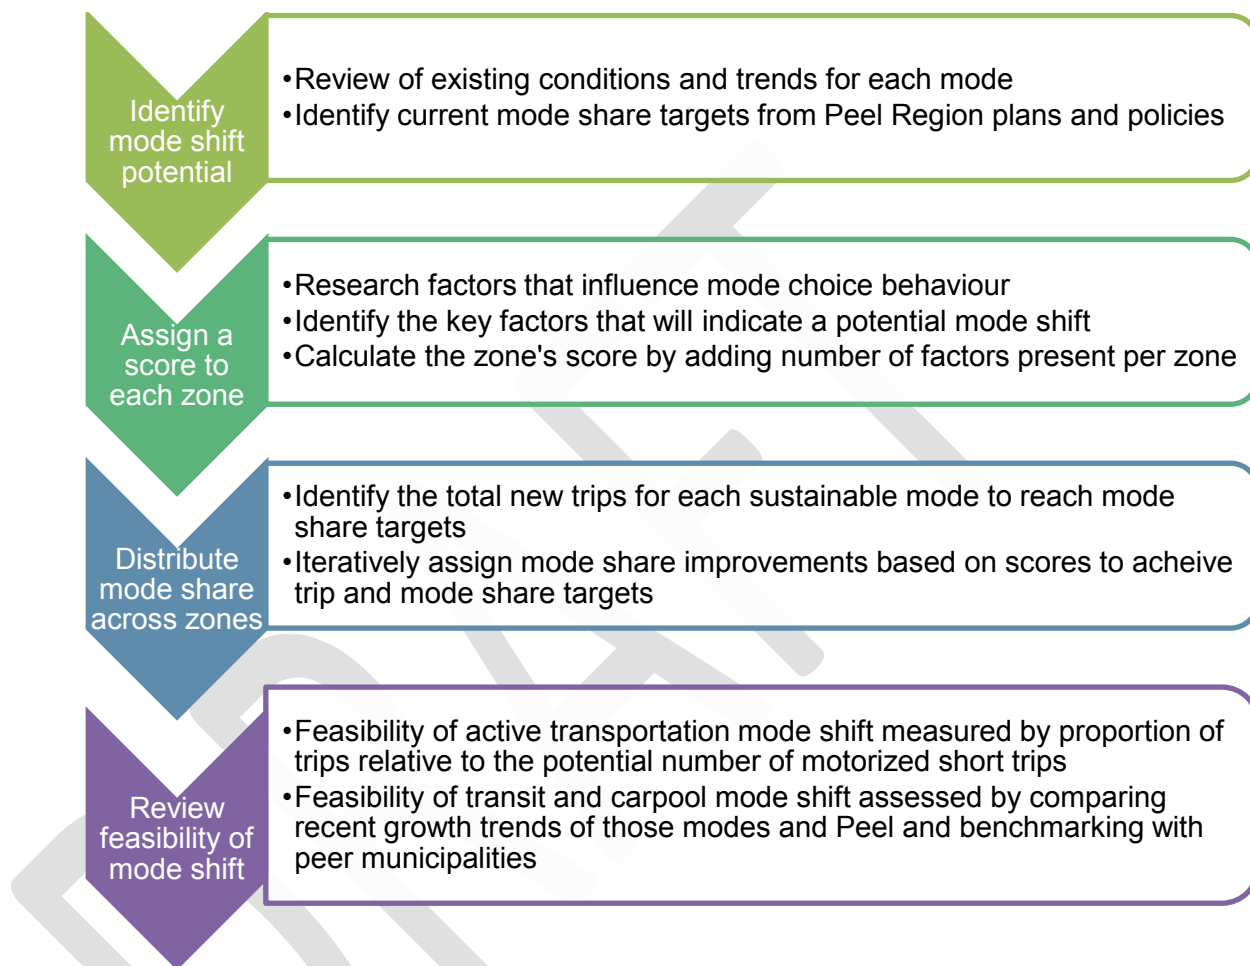 Identify
mode shift
potential
•Review of existing conditions and trends for each mode
•Identify current mode share targets from Peel Region plans and policies
Assign a
score to
each zone
•Research factors that influence mode choice behaviour
•Identify the key factors that will indicate a potential mode shift
•Calculate the zone's score by adding number of factors present per zone
Distribute
mode share
across zones
•Identify the total new trips for each sustainable mode to reach mode
share targets
•Iteratively assign mode share improvements based on scores to acheive
trip and mode share targets
Review
feasibility of
mode shift
•Feasibility of active transportation mode shift measured by proportion of
trips relative to the potential number of motorized short trips
•Feasibility of transit and carpool mode shift assessed by comparing
recent growth trends of those modes and Peel and benchmarking with
peer municipalities
DRAFT